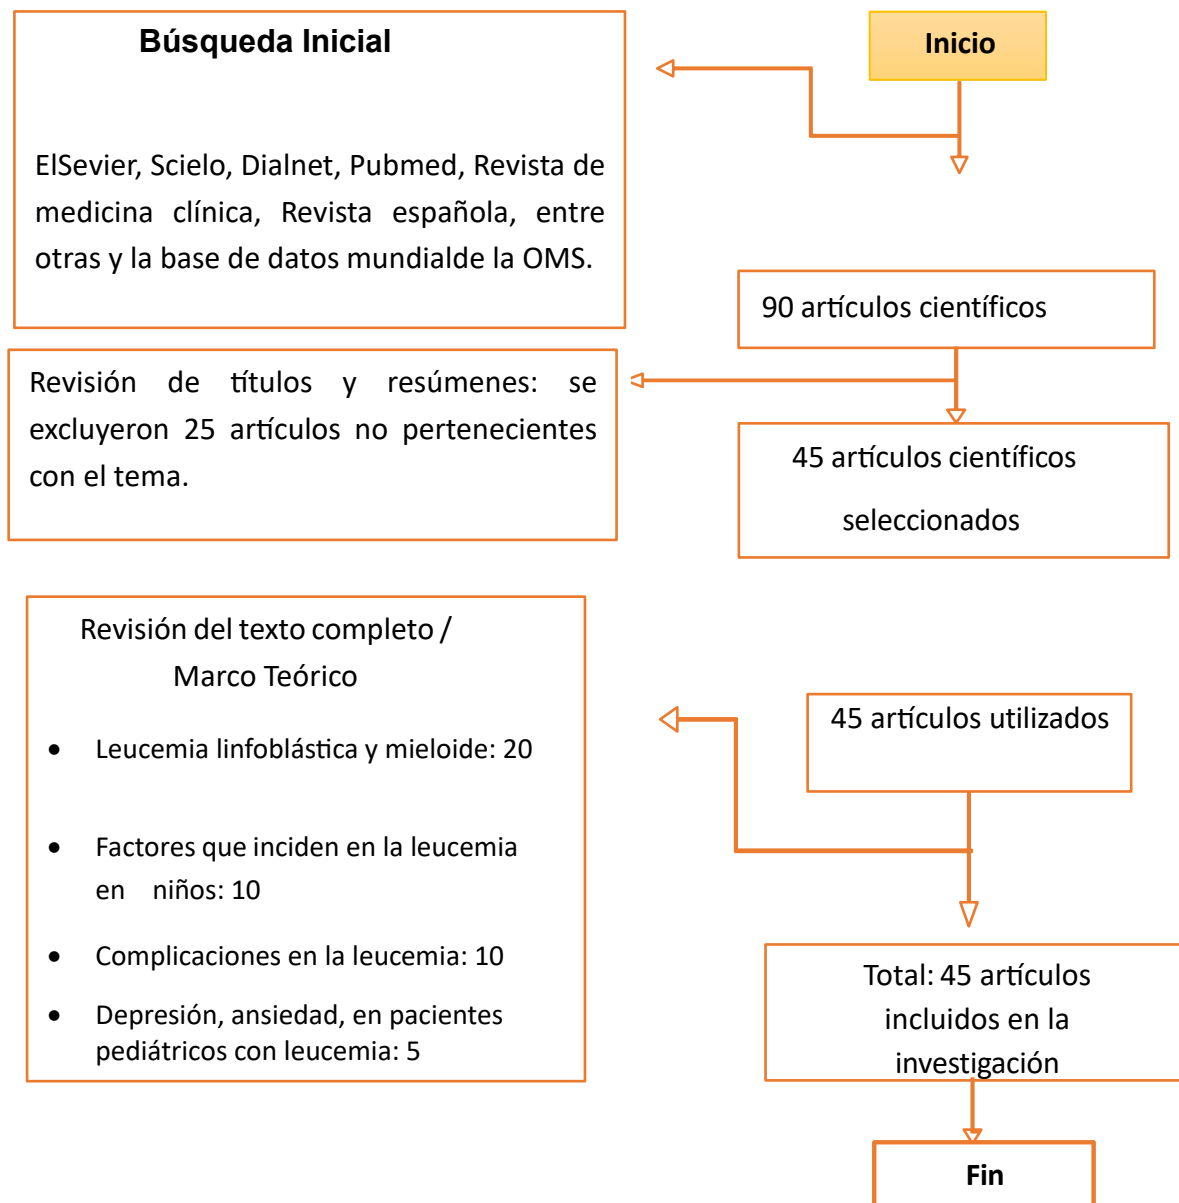 Búsqueda Inicial
ElSevier, Scielo, Dialnet, Pubmed, Revista de
medicina clínica, Revista española, entre
otras y la base de datos mundialde la OMS.
Inicio
90 artículos científicos
Revisión de títulos y resúmenes: se
excluyeron 25 artículos no pertenecientes
con el tema.
45 artículos científicos
seleccionados
Revisión del texto completo /
Marco Teórico
• Leucemia linfoblástica y mieloide: 20
• Factores que inciden en la leucemia
en niños: 10
• Complicaciones en la leucemia: 10
• Depresión, ansiedad, en pacientes
pediátricos con leucemia: 5
45 artículos utilizados
Total: 45 artículos
incluidos en la
investigación
Fin